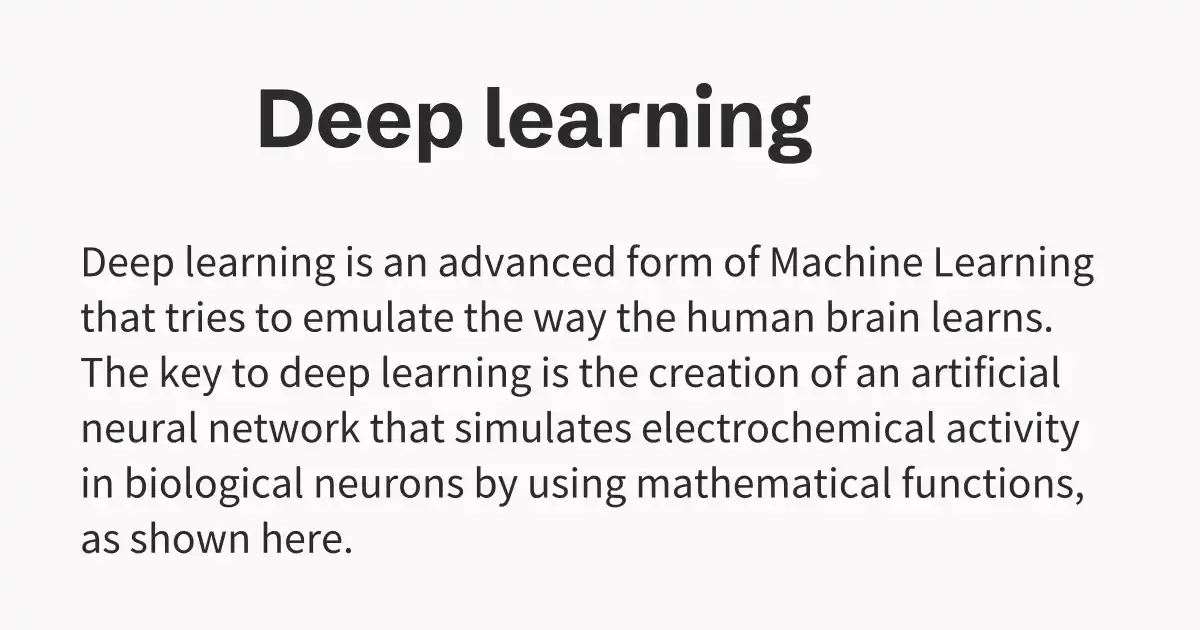 Deep learning
Deep learning is an advanced form of Machine Learning
that tries to emulate the way the human brain learns.
The key to deep learning is the creation of an artificial
neural network that simulates electrochemical activity
in biological neurons by using mathematical functions,
as shown here.